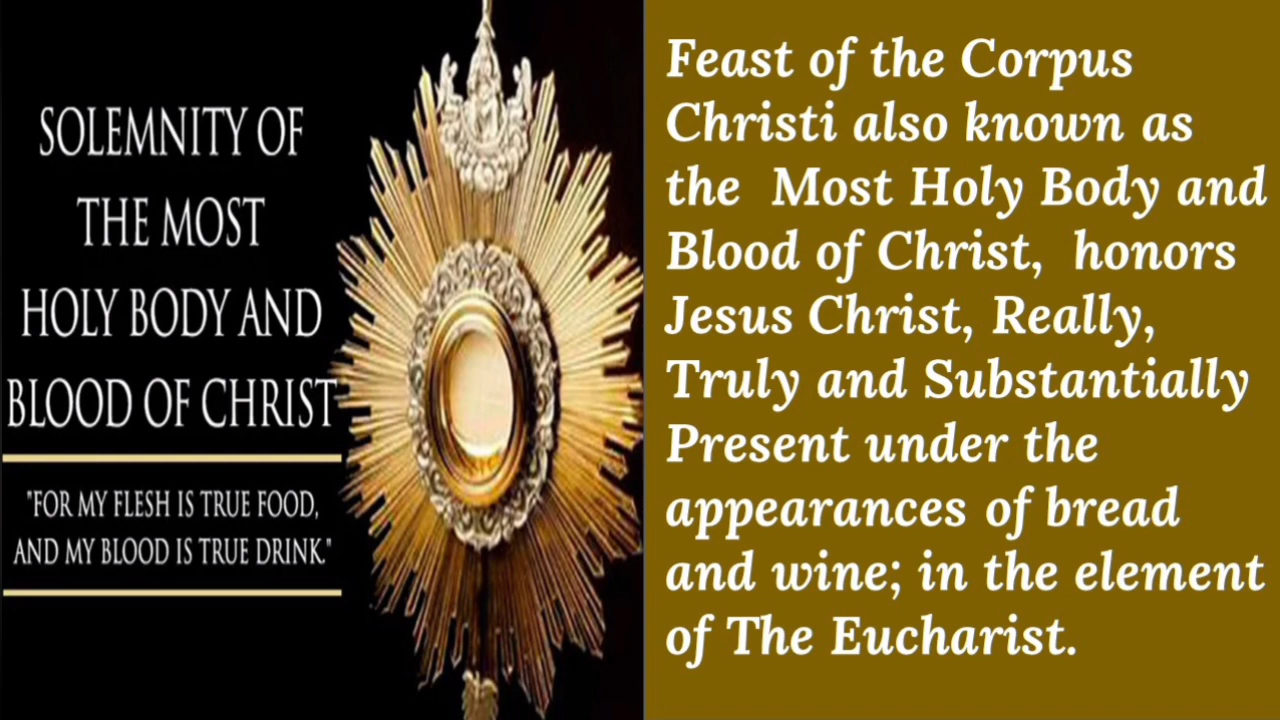 SOLEMNITY OF
THE MOST
HOLY BODY AND
BLOOD OF CHRIST
"FOR MY FLESH IS TRUE FOOD,
AND MY BLOOD IS TRUE DRINK."
Feast of the Corpus
Christi also known as
the Most Holy Body and
Blood of Christ, honors
Jesus Christ, Really,
Truly and Substantially
Present under the
appearances of bread
and wine; in the element
of The Eucharist.